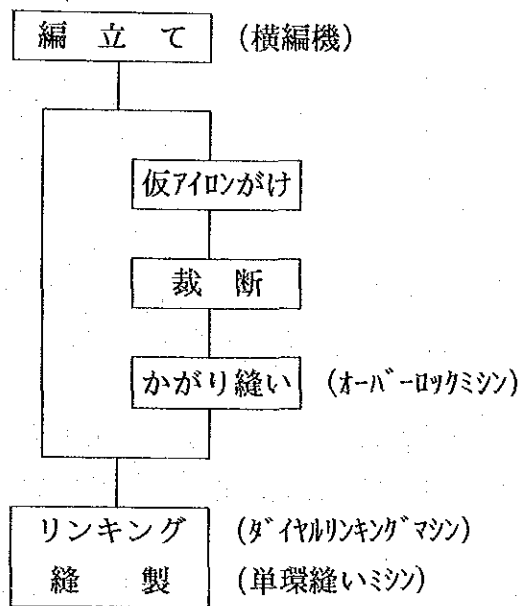 編立て (横編機)
仮アイロンがけ
裁断
かがり縫い (オーバーロックミシン)
リンキング (ダイヤルリンキングマシン)
縫製 (単環縫いミシン)